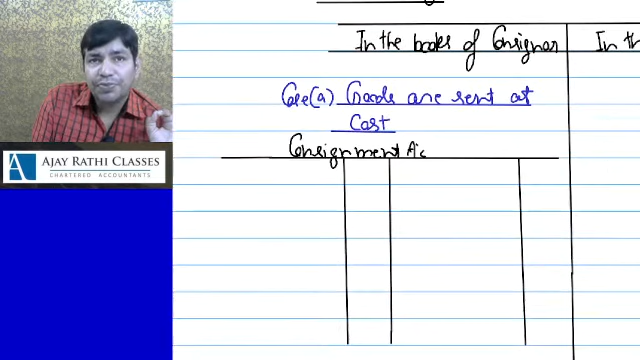 In the books of Consignor
In th
Case(a) Goods are sent at
Cost
Consignment A/c
AJAY RATHI CLASSES
CHARTERED ACCOUNTANTS